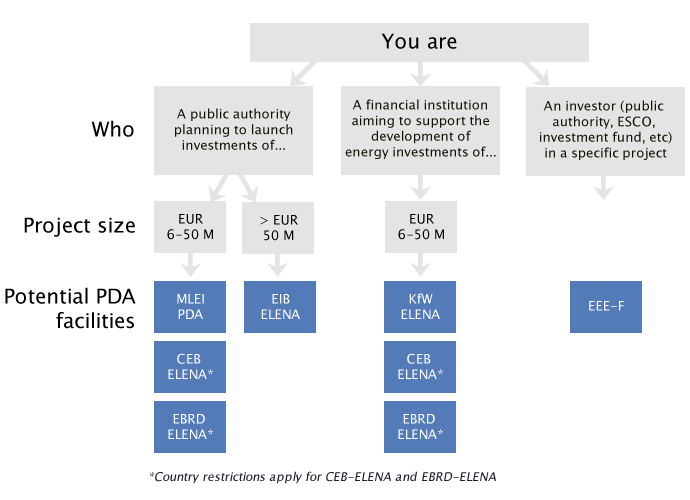 You are
Who
A public authority
planning to launch
investments of...
A financial institution
aiming to support the
development of
energy investments of...
An investor (public
authority, ESCO,
investment fund, etc)
in a specific project
Project size
EUR
6–50 M
> EUR
50 M
EUR
6–50 M
Potential PDA
facilities
MLEI
PDA
EIB
ELENA
KfW
ELENA
EEE–F
CEB
ELENA*
CEB
ELENA*
EBRD
ELENA*
EBRD
ELENA*
*Country restrictions apply for CEB–ELENA and EBRD–ELENA